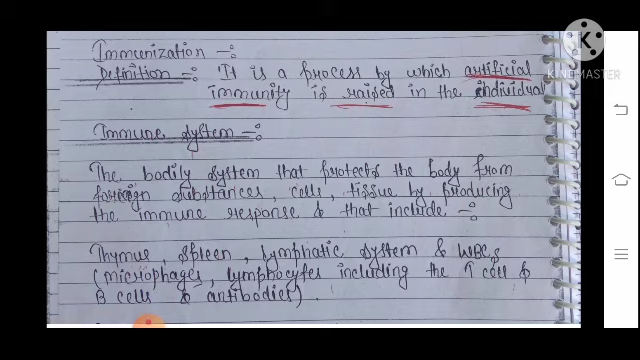 Immunization -:
Definition -: It is a process by which artificial
immunity is raised in the individual
Immune system -:
The bodily system that protects the body from
foreign substances, cells, tissue by producing
the immune response & that include -:
Thymus, spleen, lymphatic system & WBCs
(microphages, lymphocytes including the T cell &
B cells & antibodies).
K
KINEMASTER